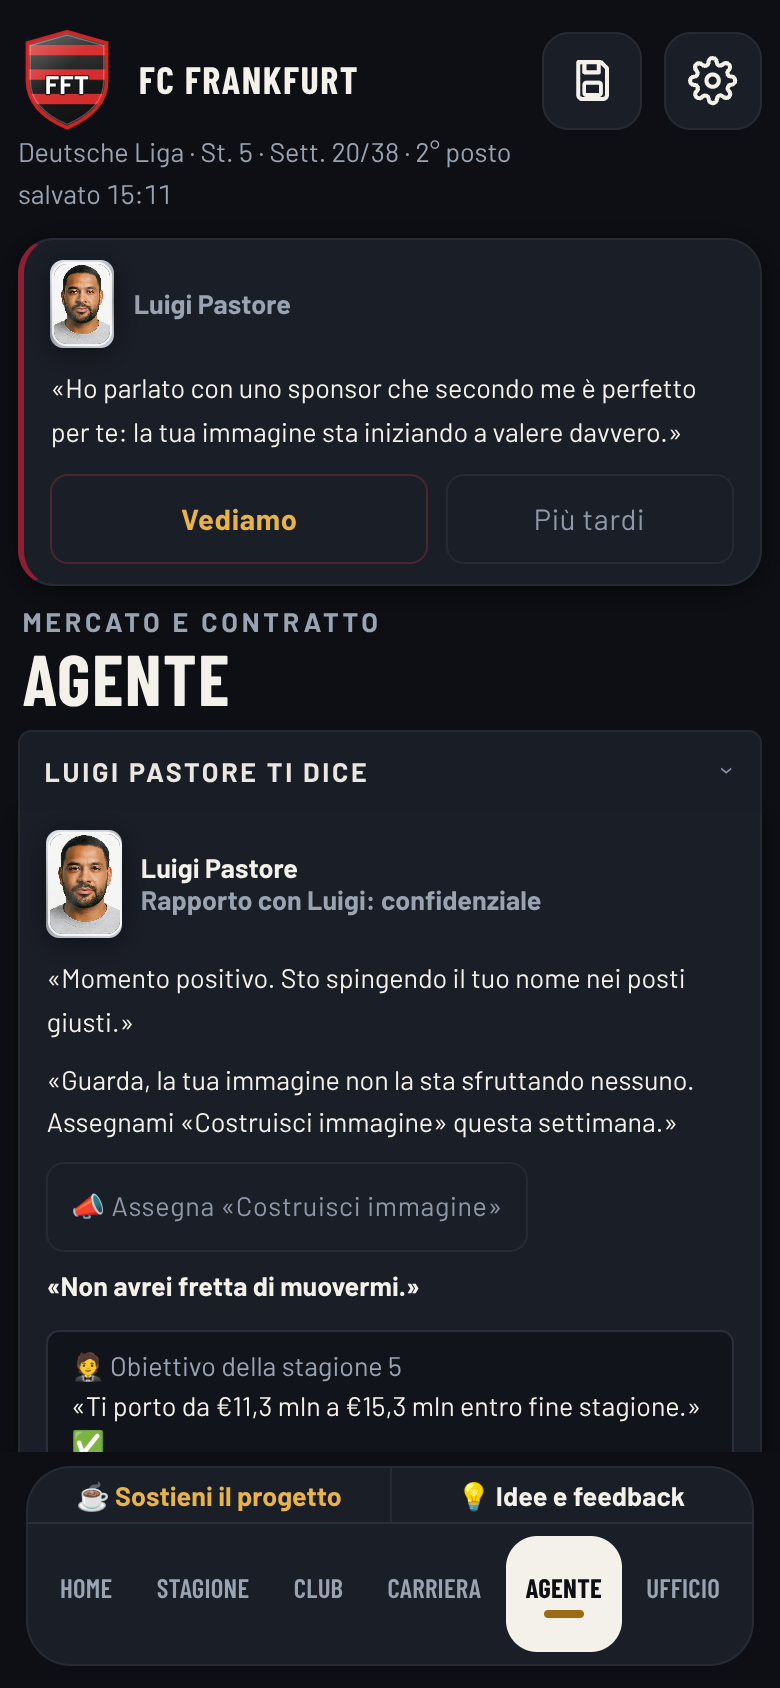 FFT
FC FRANKFURT
Deutsche Liga · St. 5 · Sett. 20/38 · 2° posto
salvato 15:11
Luigi Pastore
«Ho parlato con uno sponsor che secondo me è perfetto
per te: la tua immagine sta iniziando a valere davvero.»
Vediamo
Più tardi
MERCATO E CONTRATTO
AGENTE
LUIGI PASTORE TI DICE
Luigi Pastore
Rapporto con Luigi: confidenziale
«Momento positivo. Sto spingendo il tuo nome nei posti
giusti.»
«Guarda, la tua immagine non la sta sfruttando nessuno.
Assegnami «Costruisci immagine» questa settimana.»
📣 Assegna «Costruisci immagine»
«Non avrei fretta di muovermi.»
🤵 Obiettivo della stagione 5
«Ti porto da €11,3 mln a €15,3 mln entro fine stagione.»
✅
☕ Sostieni il progetto
💡 Idee e feedback
HOME
STAGIONE
CLUB
CARRIERA
AGENTE
UFFICIO